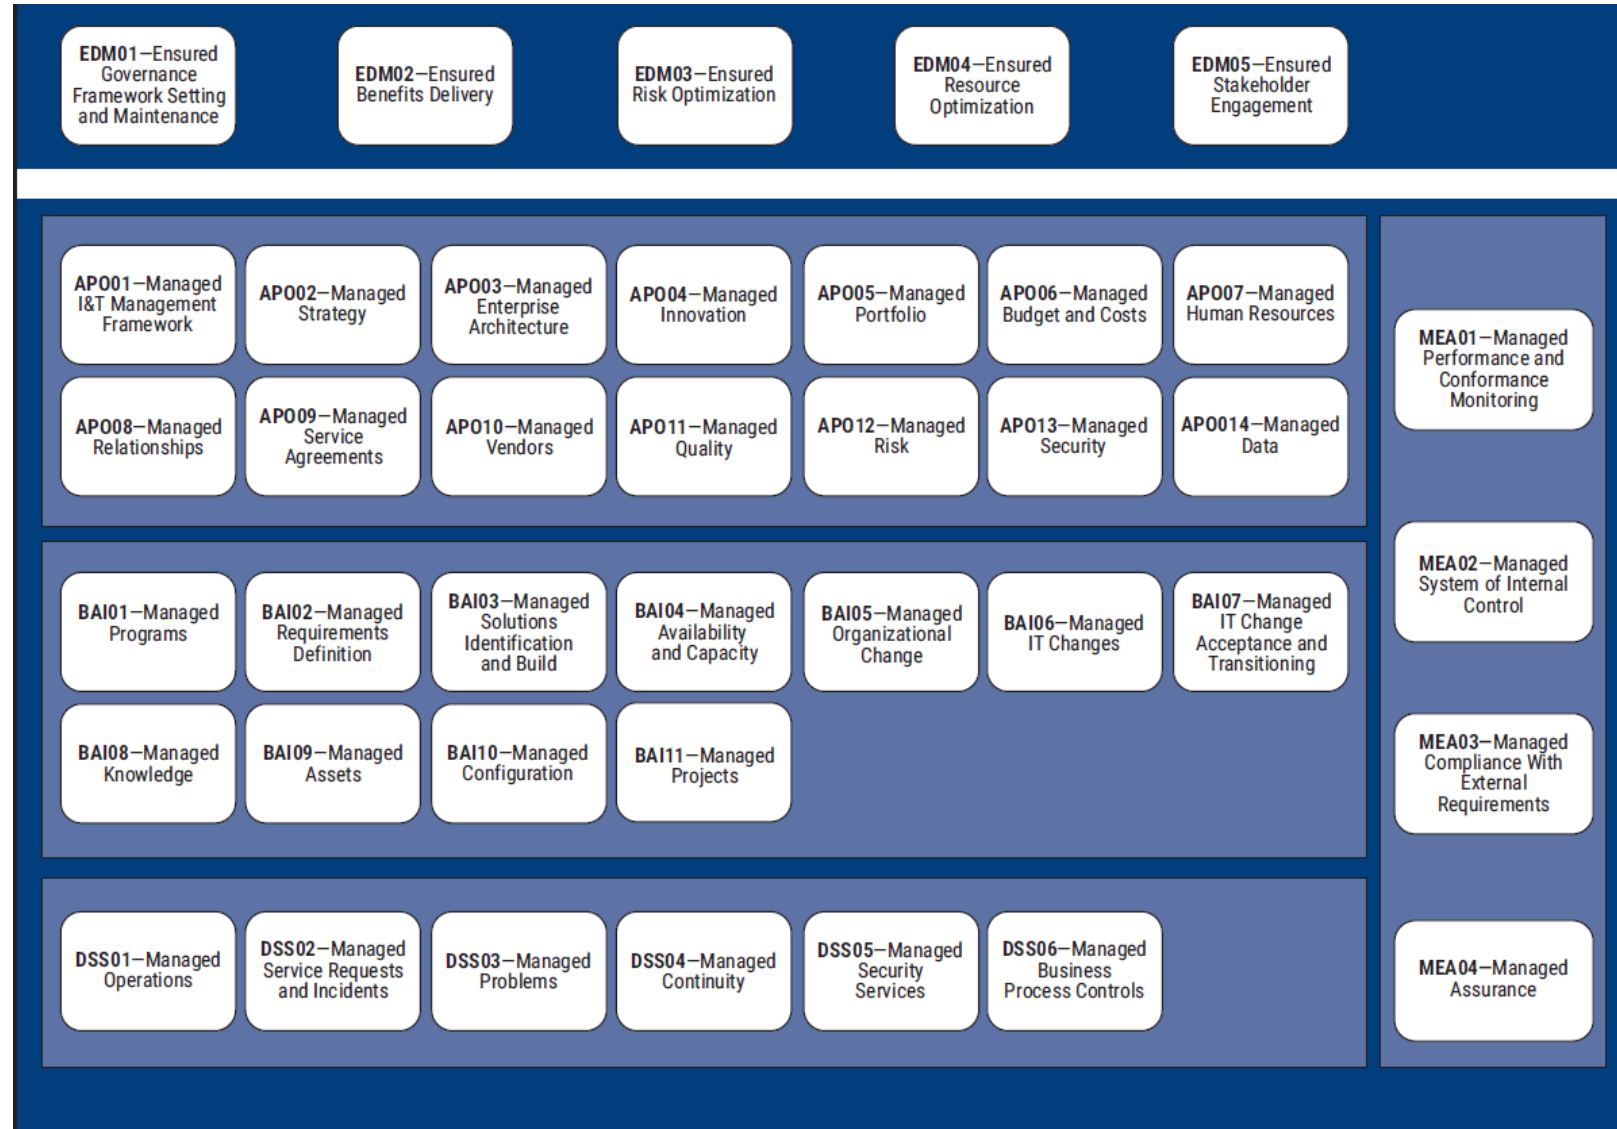 EDM01—Ensured
Governance
Framework Setting
and Maintenance
EDM02—Ensured
Benefits Delivery
EDM03—Ensured
Risk Optimization
EDM04—Ensured
Resource
Optimization
EDM05—Ensured
Stakeholder
Engagement
APO01—Managed
I&T Management
Framework
APO02—Managed
Strategy
APO03—Managed
Enterprise
Architecture
APO04—Managed
Innovation
APO05—Managed
Portfolio
APO06—Managed
Budget and Costs
APO07—Managed
Human Resources
APO08—Managed
Relationships
APO09—Managed
Service
Agreements
APO10—Managed
Vendors
APO11—Managed
Quality
APO12—Managed
Risk
APO13—Managed
Security
APO014—Managed
Data
BAI01—Managed
Programs
BAI02—Managed
Requirements
Definition
BAI03—Managed
Solutions
Identification
and Build
BAI04—Managed
Availability
and Capacity
BAI05—Managed
Organizational
Change
BAI06—Managed
IT Changes
BAI07—Managed
IT Change
Acceptance and
Transitioning
BAI08—Managed
Knowledge
BAI09—Managed
Assets
BAI10—Managed
Configuration
BAI11—Managed
Projects
DSS01—Managed
Operations
DSS02—Managed
Service Requests
and Incidents
DSS03—Managed
Problems
DSS04—Managed
Continuity
DSS05—Managed
Security
Services
DSS06—Managed
Business
Process Controls
MEA01—Managed
Performance and
Conformance
Monitoring
MEA02—Managed
System of Internal
Control
MEA03—Managed
Compliance With
External
Requirements
MEA04—Managed
Assurance